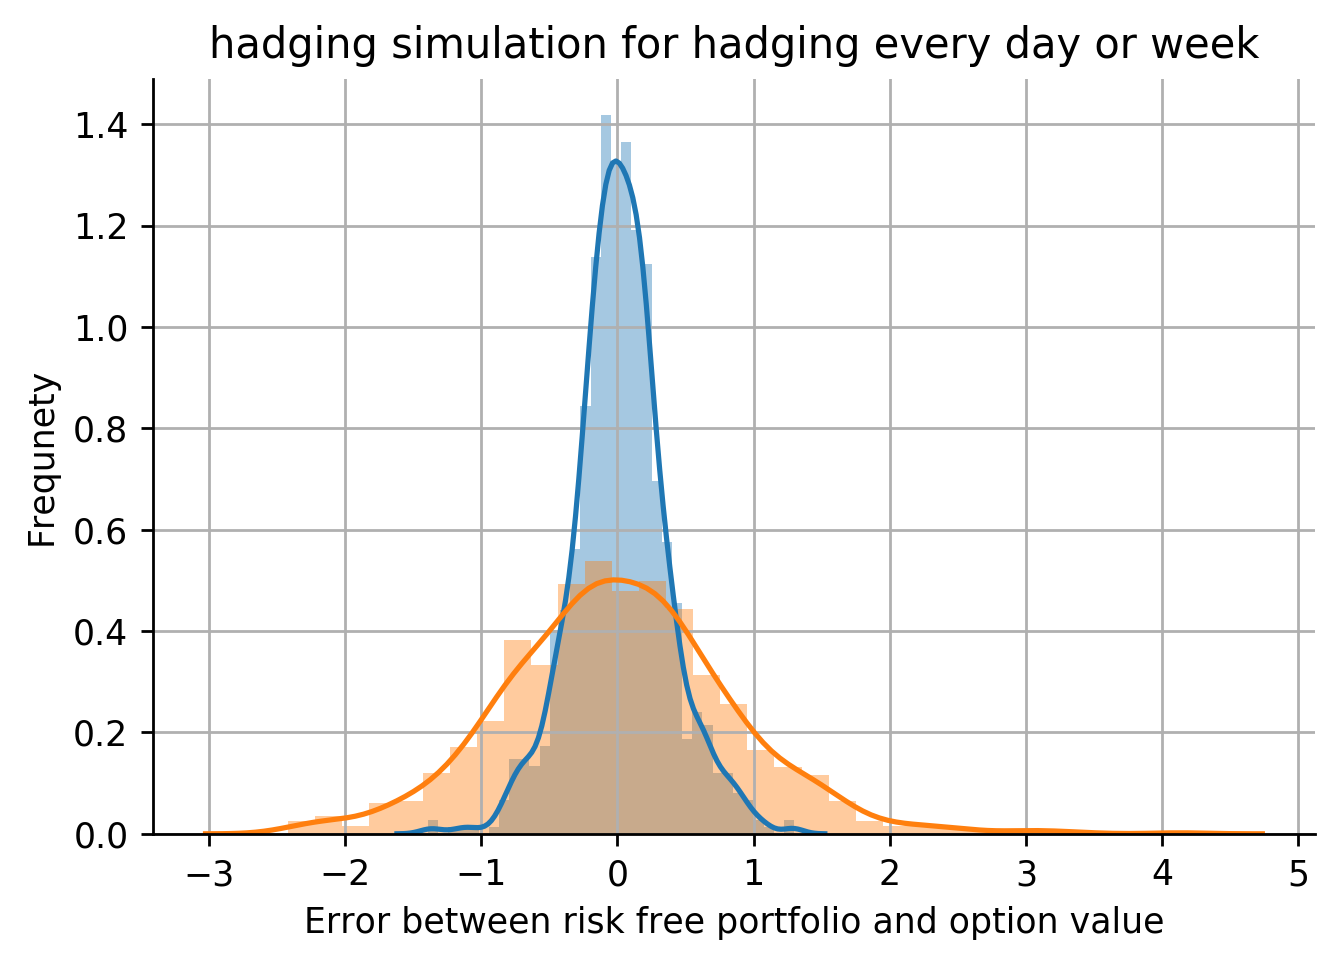 hadging simulation for hadging every day or week
1.4
1.2
1.0
0.8
0.6
0.4
0.2
0.0
Frequnety
−3 −2 −1 0 1 2 3 4 5
Error between risk free portfolio and option value